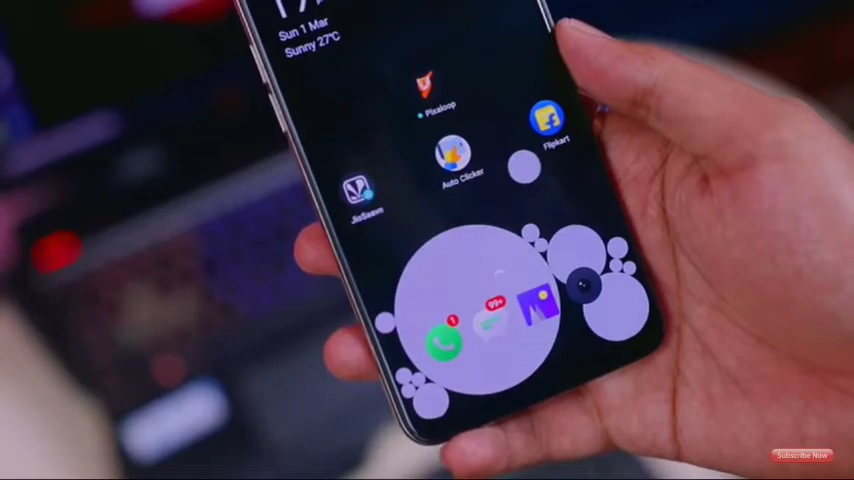 Sun 1 Mar
Sunny 27°C
Pixaloop
Flipkart
Auto Clicker
JioSaavn
1
99+
Subscribe Now